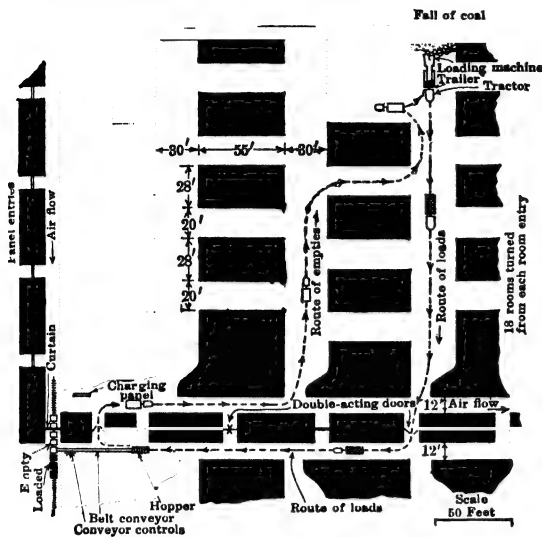 Fall of coal
Loading machine
Trailer
Tractor
30' 55' 30'
28'
20'
28'
20'
Panel entries
Air flow
Route of empties
Route of loads
18 rooms turned
from each room entry
Curtain
Charging
panel
Double-acting doors
12'
Air flow
12'
Empty
Loaded
Hopper
Belt conveyor
Conveyor controls
Route of loads
Scale
50 Feet